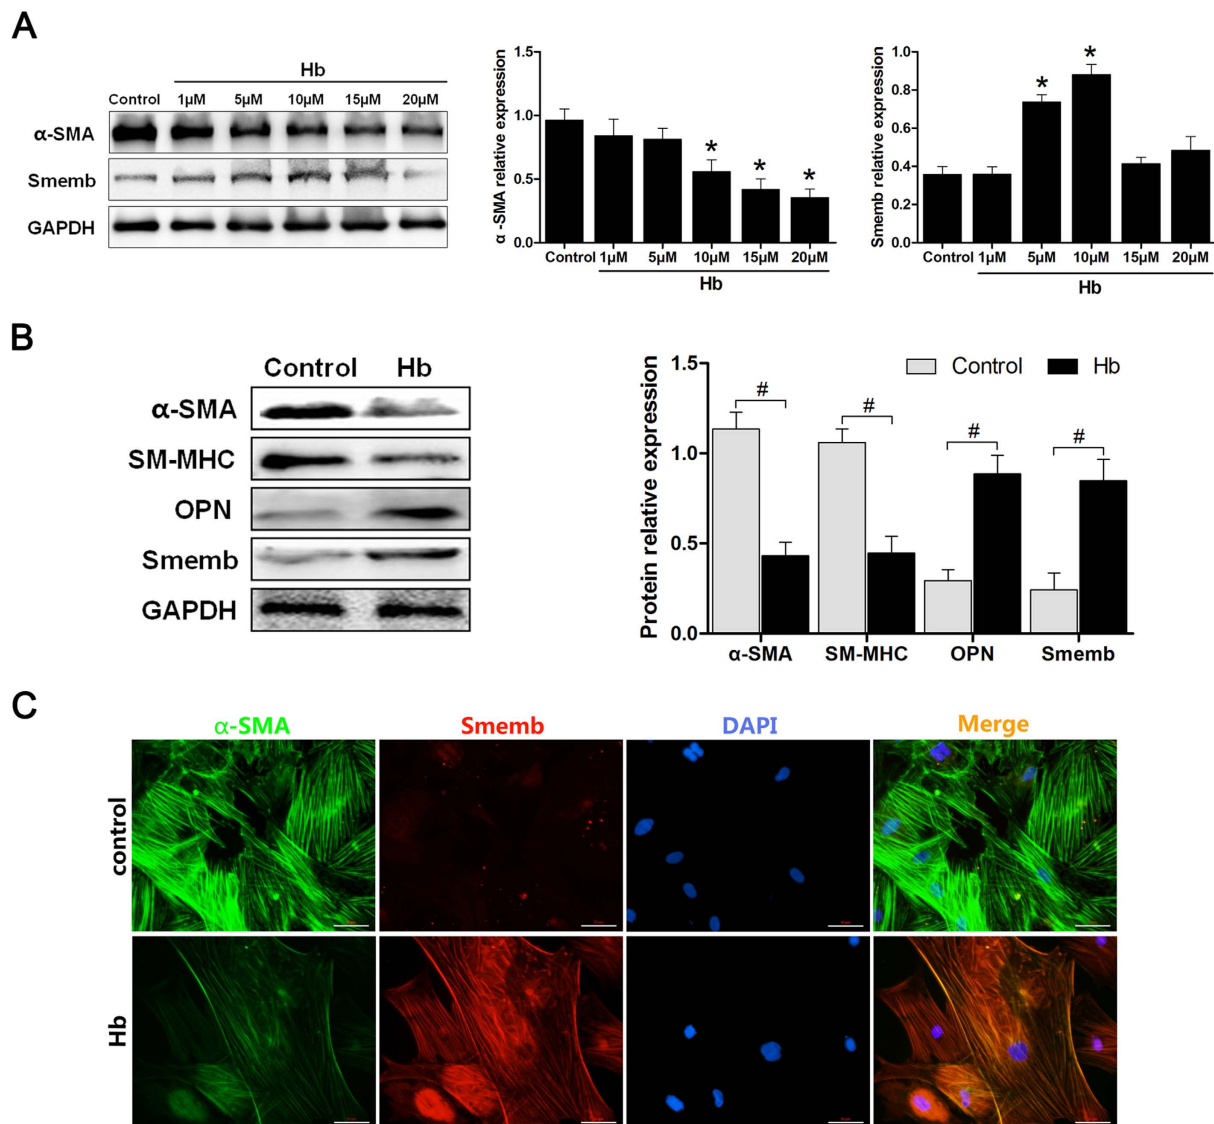 A
Hb
Control 1μM 5μM 10μM 15μM 20μM
α-SMA
Smemb
GAPDH
α-SMA relative expression
1.5
1.0
0.5
0.0
* * *
Control 1μM 5μM 10μM 15μM 20μM
Hb
Smemb relative expression
1.0
0.8
0.6
0.4
0.2
0.0
* *
Control 1μM 5μM 10μM 15μM 20μM
Hb
B
Control Hb
α-SMA
SM-MHC
OPN
Smemb
GAPDH
Protein relative expression
1.5
1.0
0.5
0.0
Control Hb
# # # #
α-SMA SM-MHC OPN Smemb
C
α-SMA Smemb DAPI Merge
control
Hb